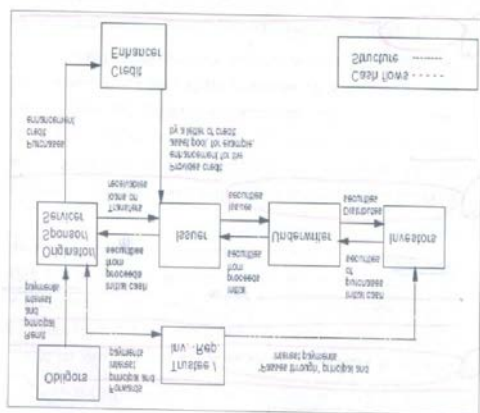 Obligors
Forwards
principal and
interest
payments
Trustee /
Inv.-Rep.
"Passes through" principal and
interest payments
Remit
principal
and
interest
payments
Originator/
Sponsor/
Servicer
Initial cash
proceeds
from
securities
Transfers
loans or
receivables
Issuer
Initial
proceeds
from
securities
Issues
securities
Underwriter
Initial cash
purchases
of
securities
Distributes
securities
Investors
Purchases
credit
enhancement
Provides credit
enhancement for the
asset pool, for example,
by a letter of credit
Credit
Enhancer
Cash flows - - - - -
Structure ---------